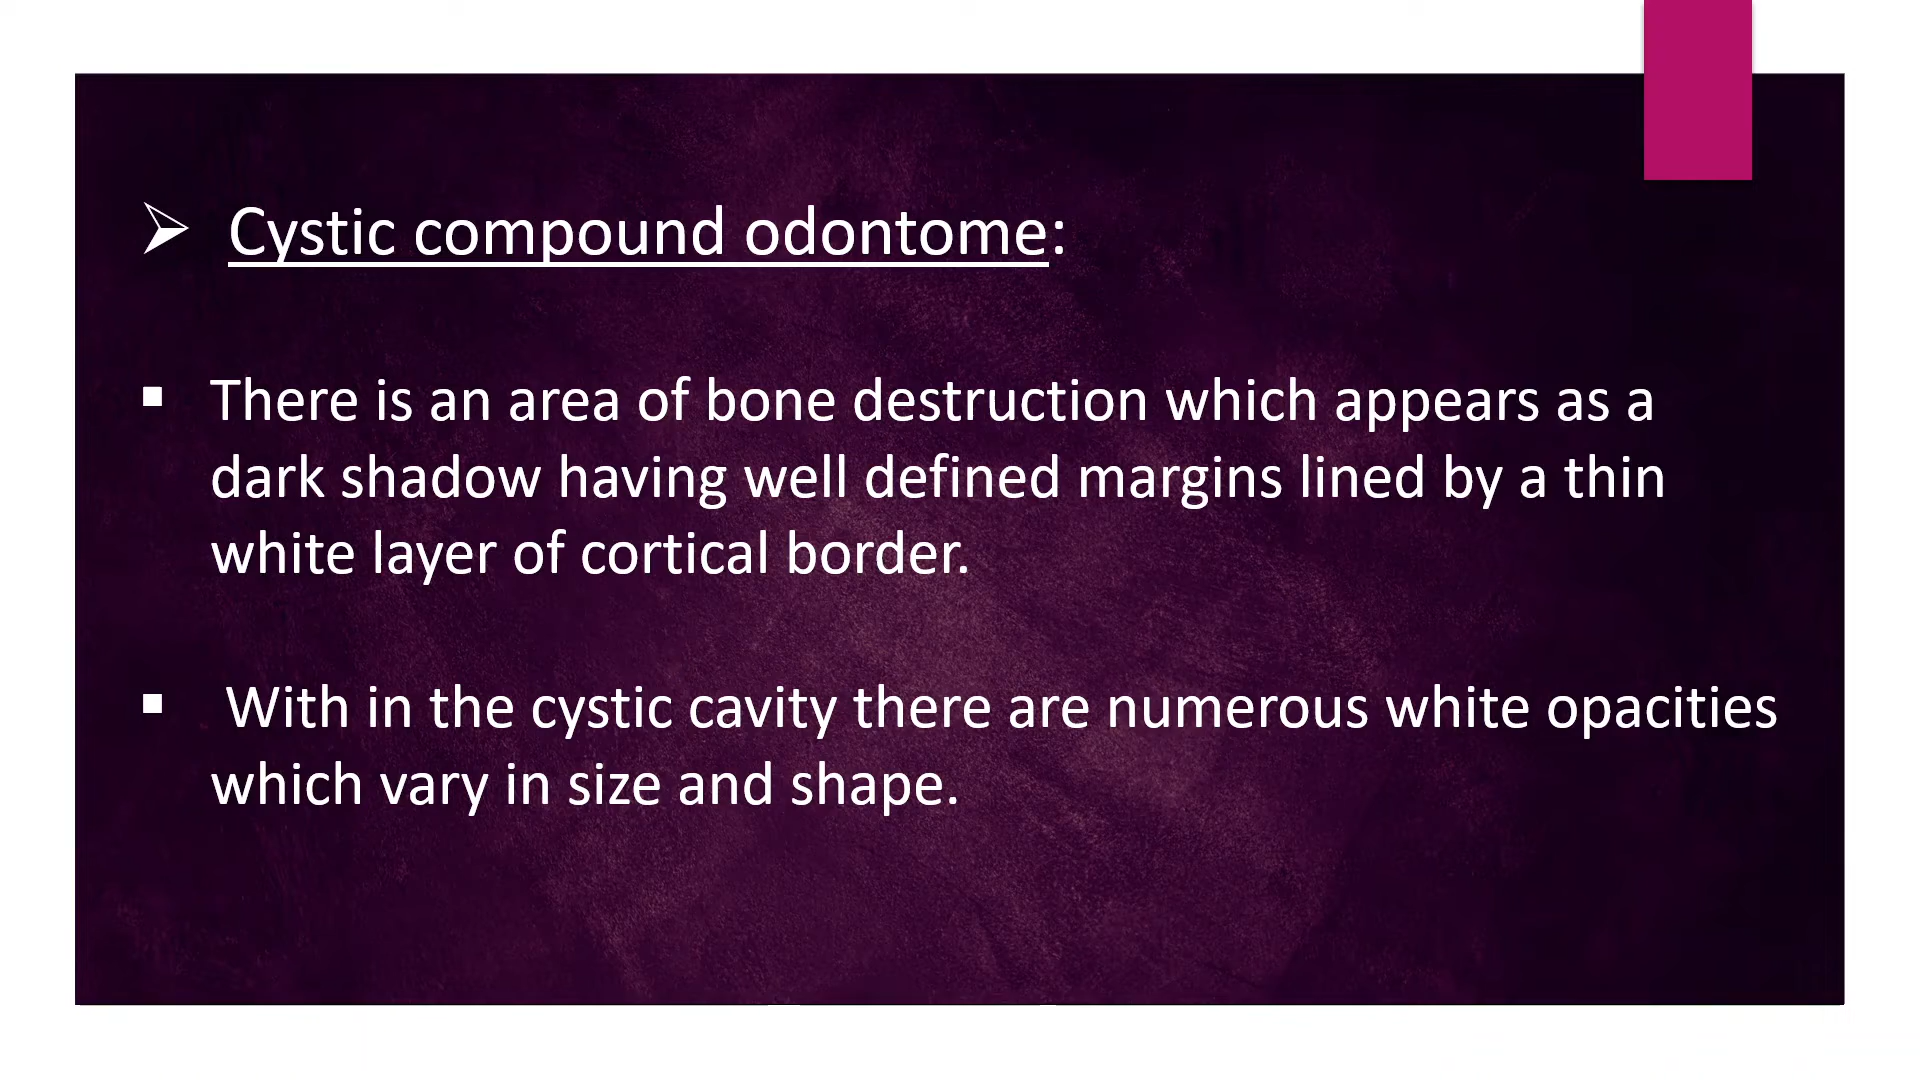 ➢ Cystic compound odontome:
▪ There is an area of bone destruction which appears as a
dark shadow having well defined margins lined by a thin
white layer of cortical border.
▪ With in the cystic cavity there are numerous white opacities
which vary in size and shape.